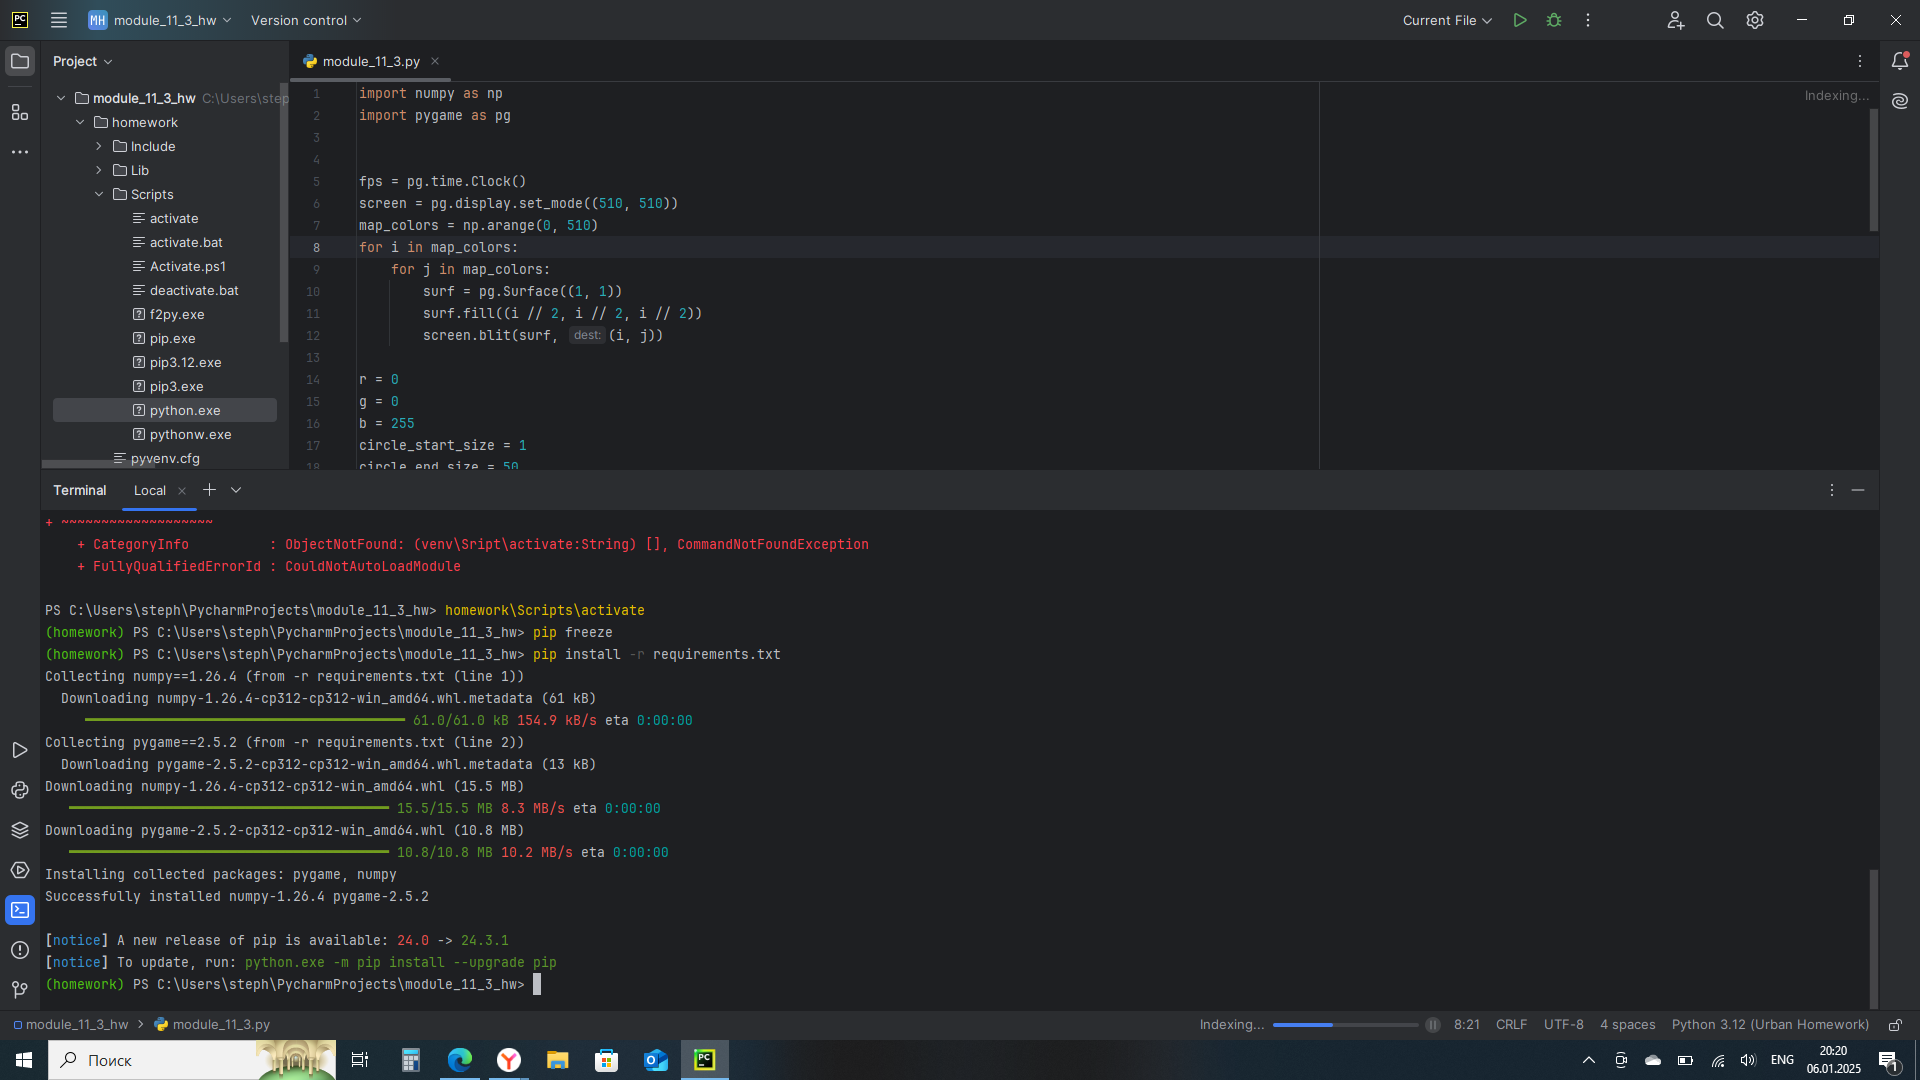 PC MH module_11_3_hw Version control Current File
Project
module_11_3.py
module_11_3_hw C:\Users\step
homework
Include
Lib
Scripts
activate
activate.bat
Activate.ps1
deactivate.bat
f2py.exe
pip.exe
pip3.12.exe
pip3.exe
python.exe
pythonw.exe
pyvenv.cfg
Indexing...
1 import numpy as np
2 import pygame as pg
3
4
5 fps = pg.time.Clock()
6 screen = pg.display.set_mode((510, 510))
7 map_colors = np.arange(0, 510)
8 for i in map_colors:
9 for j in map_colors:
10 surf = pg.Surface((1, 1))
11 surf.fill((i // 2, i // 2, i // 2))
12 screen.blit(surf, dest: (i, j))
13
14 r = 0
15 g = 0
16 b = 255
17 circle_start_size = 1
18 circle_end_size = 50
Terminal Local
+ ~~~~~~~~~~~~~~~~~~~
+ CategoryInfo : ObjectNotFound: (venv\Sript\activate:String) [], CommandNotFoundException
+ FullyQualifiedErrorId : CouldNotAutoLoadModule
PS C:\Users\steph\PycharmProjects\module_11_3_hw> homework\Scripts\activate
(homework) PS C:\Users\steph\PycharmProjects\module_11_3_hw> pip freeze
(homework) PS C:\Users\steph\PycharmProjects\module_11_3_hw> pip install -r requirements.txt
Collecting numpy==1.26.4 (from -r requirements.txt (line 1))
Downloading numpy-1.26.4-cp312-cp312-win_amd64.whl.metadata (61 kB)
61.0/61.0 kB 154.9 kB/s eta 0:00:00
Collecting pygame==2.5.2 (from -r requirements.txt (line 2))
Downloading pygame-2.5.2-cp312-cp312-win_amd64.whl.metadata (13 kB)
Downloading numpy-1.26.4-cp312-cp312-win_amd64.whl (15.5 MB)
15.5/15.5 MB 8.3 MB/s eta 0:00:00
Downloading pygame-2.5.2-cp312-cp312-win_amd64.whl (10.8 MB)
10.8/10.8 MB 10.2 MB/s eta 0:00:00
Installing collected packages: pygame, numpy
Successfully installed numpy-1.26.4 pygame-2.5.2
[notice] A new release of pip is available: 24.0 -> 24.3.1
[notice] To update, run: python.exe -m pip install --upgrade pip
(homework) PS C:\Users\steph\PycharmProjects\module_11_3_hw>
module_11_3_hw module_11_3.py Indexing... 8:21 CRLF UTF-8 4 spaces Python 3.12 (Urban Homework)
Поиск PC ENG
20:20
06.01.2025
1